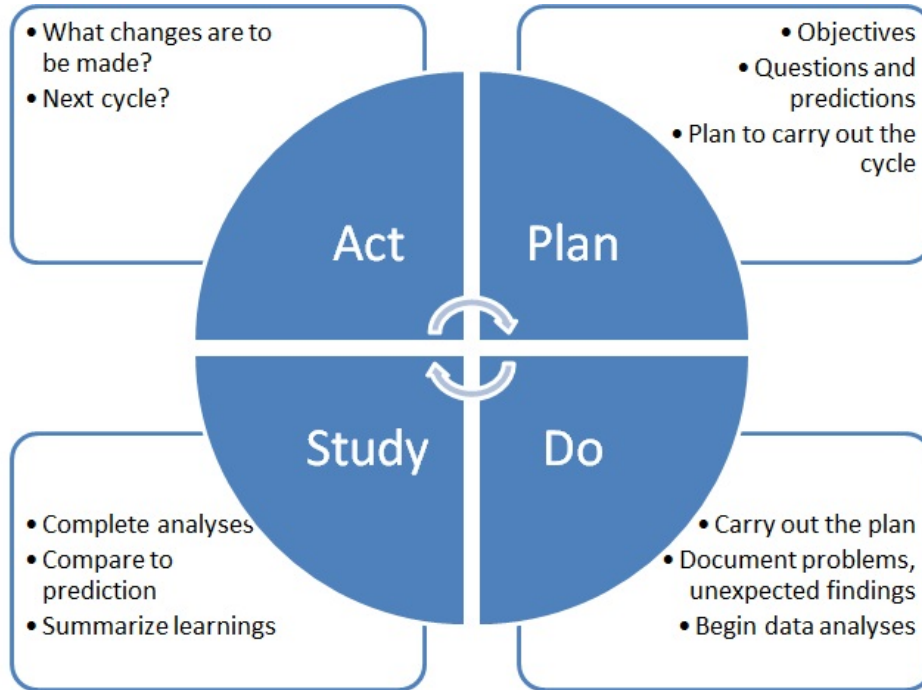 • What changes are to
be made?
• Next cycle?
• Objectives
• Questions and
predictions
• Plan to carry out the
cycle
Act
Plan
Study
Do
• Complete analyses
• Compare to
prediction
• Summarize learnings
• Carry out the plan
• Document problems,
unexpected findings
• Begin data analyses